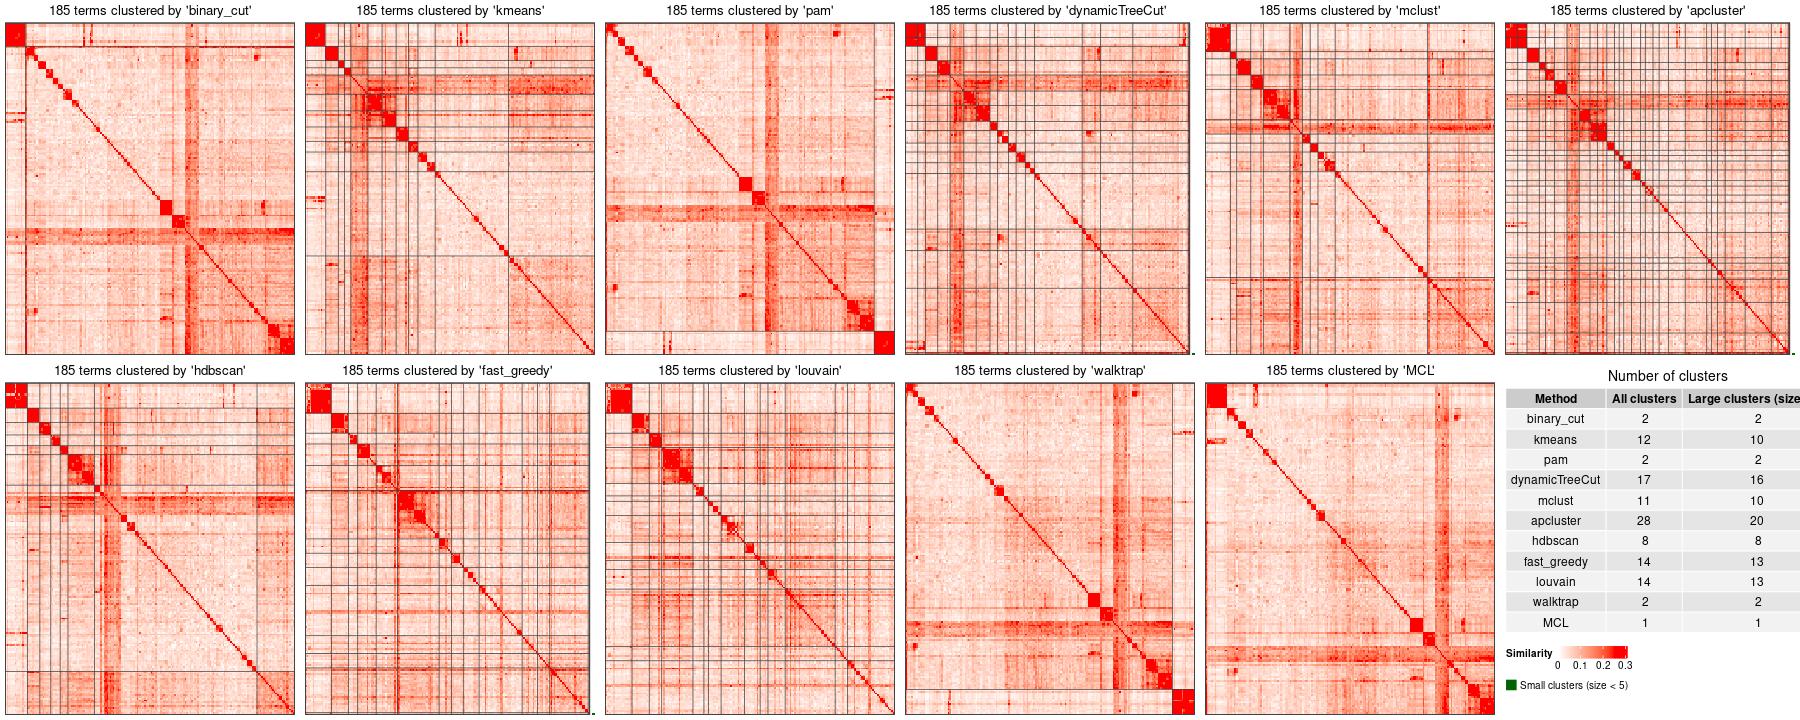 185 terms clustered by 'binary_cut'
185 terms clustered by 'kmeans'
185 terms clustered by 'pam'
185 terms clustered by 'dynamicTreeCut'
185 terms clustered by 'mclust'
185 terms clustered by 'apcluster'
185 terms clustered by 'hdbscan'
185 terms clustered by 'fast_greedy'
185 terms clustered by 'louvain'
185 terms clustered by 'walktrap'
185 terms clustered by 'MCL'
Number of clusters
Method All clusters Large clusters (size
binary_cut 2 2
kmeans 12 10
pam 2 2
dynamicTreeCut 17 16
mclust 11 10
apcluster 28 20
hdbscan 8 8
fast_greedy 14 13
louvain 14 13
walktrap 2 2
MCL 1 1
Similarity
0 0.1 0.2 0.3
Small clusters (size < 5)